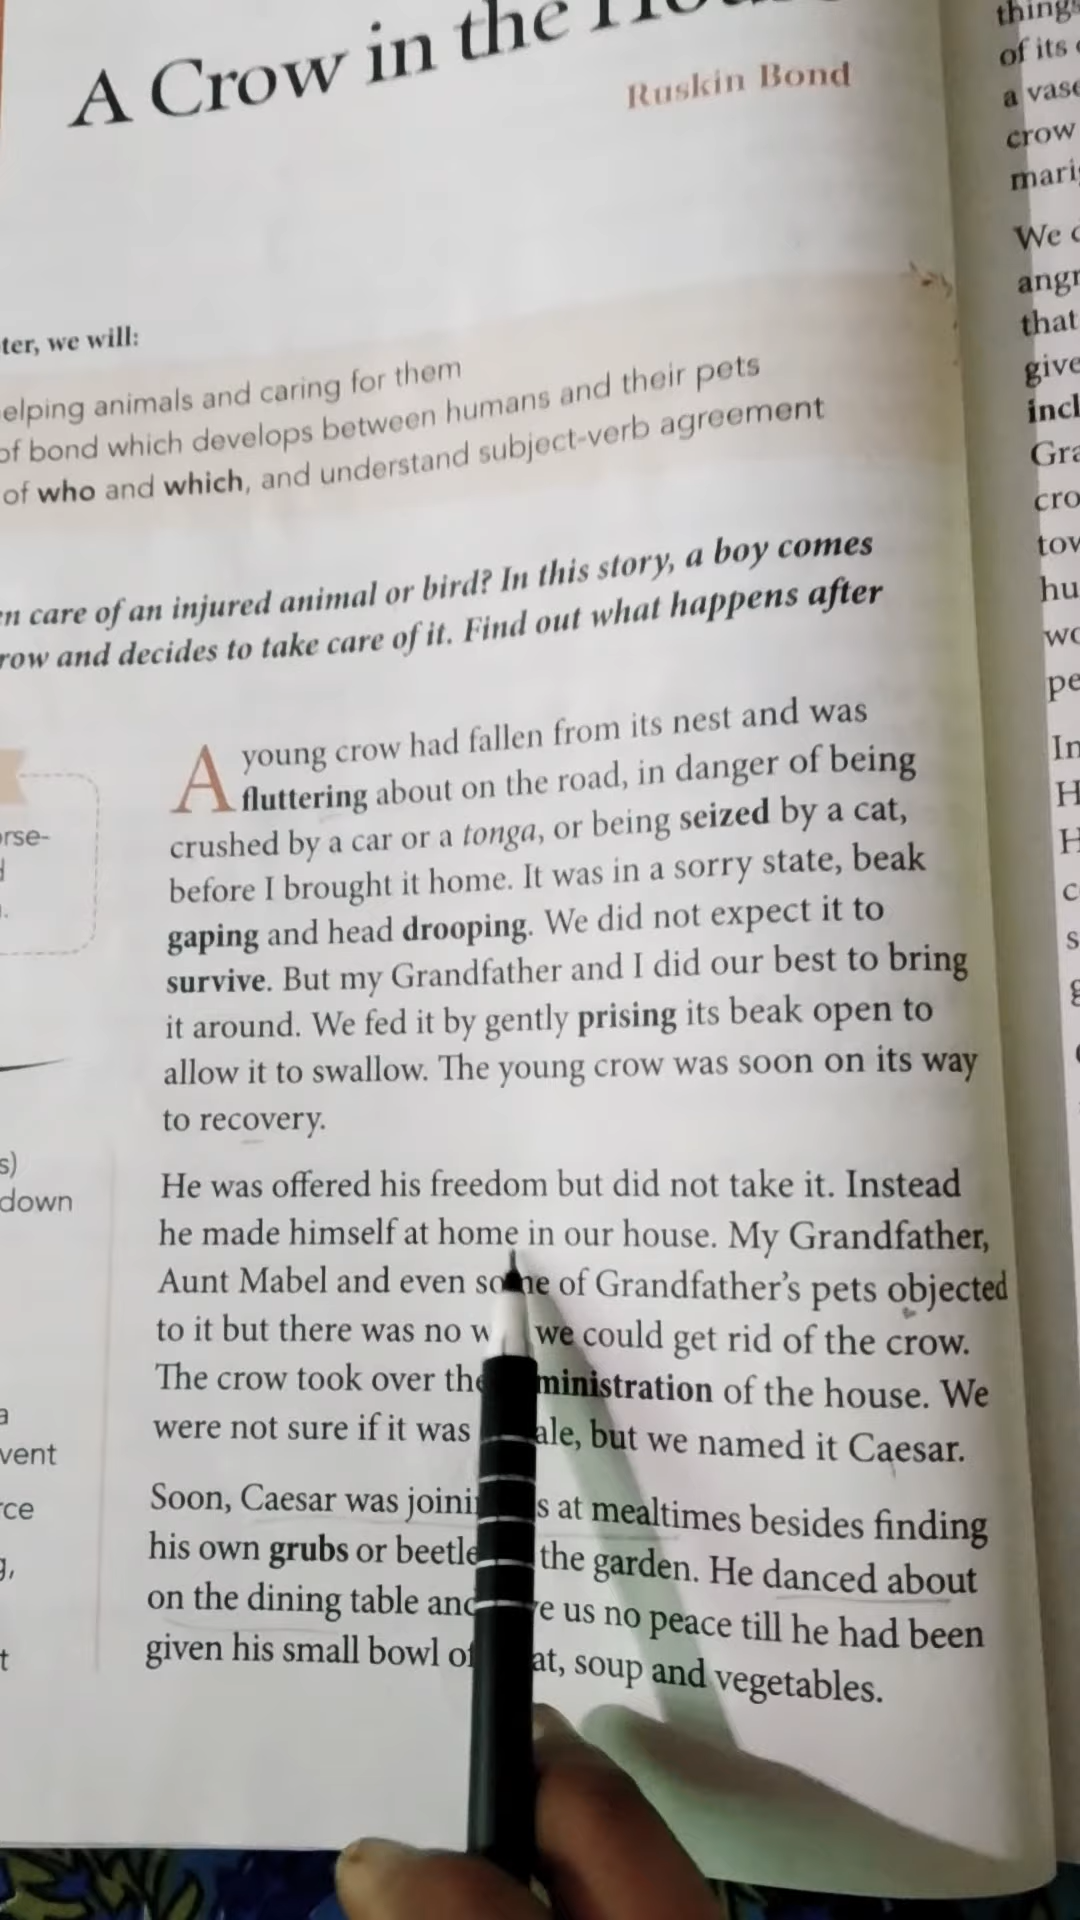 A Crow in the
Ruskin Bond
ter, we will:
elping animals and caring for them
of bond which develops between humans and their pets
of who and which, and understand subject-verb agreement
en care of an injured animal or bird? In this story, a boy comes
row and decides to take care of it. Find out what happens after
A young crow had fallen from its nest and was
fluttering about on the road, in danger of being
crushed by a car or a tonga, or being seized by a cat,
before I brought it home. It was in a sorry state, beak
gaping and head drooping. We did not expect it to
survive. But my Grandfather and I did our best to bring
it around. We fed it by gently prising its beak open to
allow it to swallow. The young crow was soon on its way
to recovery.
He was offered his freedom but did not take it. Instead
he made himself at home in our house. My Grandfather,
Aunt Mabel and even some of Grandfather's pets objected
to it but there was no w we could get rid of the crow.
The crow took over the ministration of the house. We
were not sure if it was ale, but we named it Caesar.
Soon, Caesar was joini s at mealtimes besides finding
his own grubs or beetle the garden. He danced about
on the dining table and e us no peace till he had been
given his small bowl of at, soup and vegetables.
rse-
d
s)
down
a
vent
rce
g,
t
things
of its
a vase
crow
mari
We
angr
that
give
incl
Gra
cro
tow
hu
wo
pe
In
H
H
c
s
g